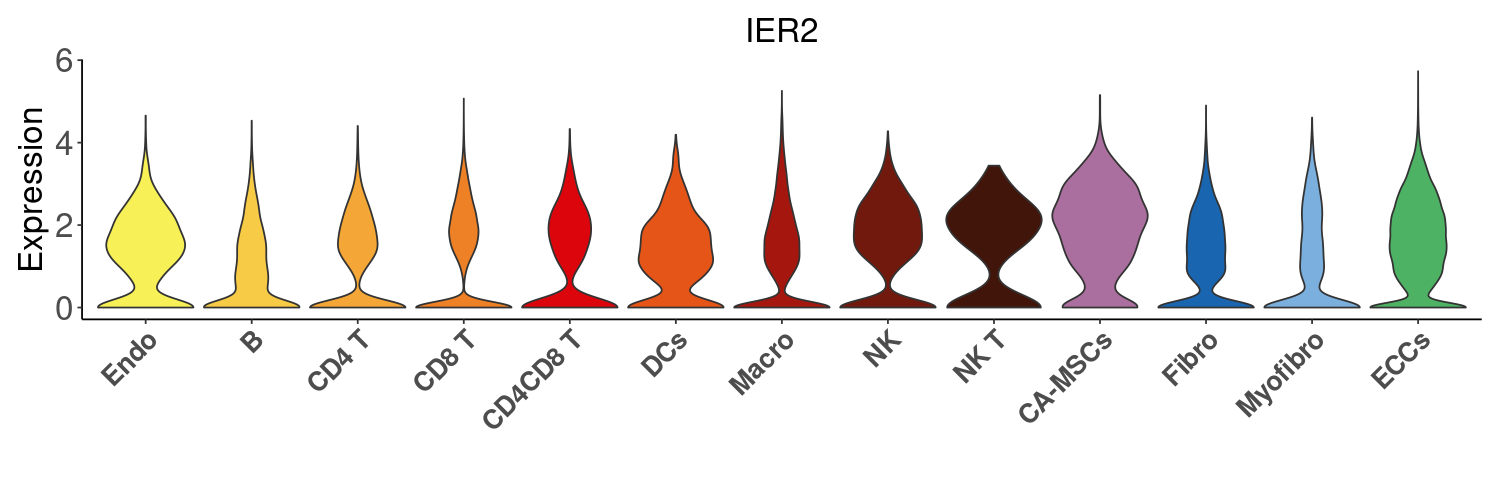 IER2
Expression
6
4
2
0
Endo
B
CD4 T
CD8 T
CD4CD8 T
DCs
Macro
NK
NK T
CA-MSCs
Fibro
Myofibro
ECCs